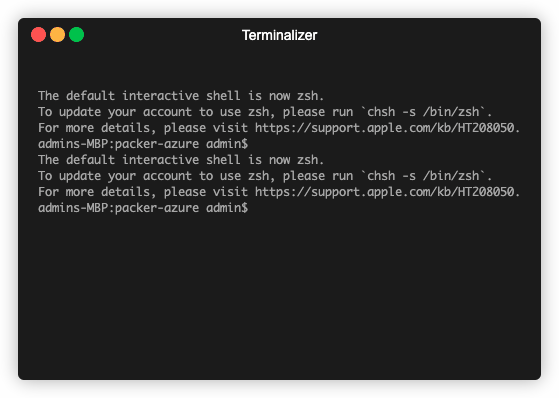 Terminalizer
The default interactive shell is now zsh.
To update your account to use zsh, please run `chsh -s /bin/zsh`.
For more details, please visit https://support.apple.com/kb/HT208050.
admins-MBP:packer-azure admin$
The default interactive shell is now zsh.
To update your account to use zsh, please run `chsh -s /bin/zsh`.
For more details, please visit https://support.apple.com/kb/HT208050.
admins-MBP:packer-azure admin$